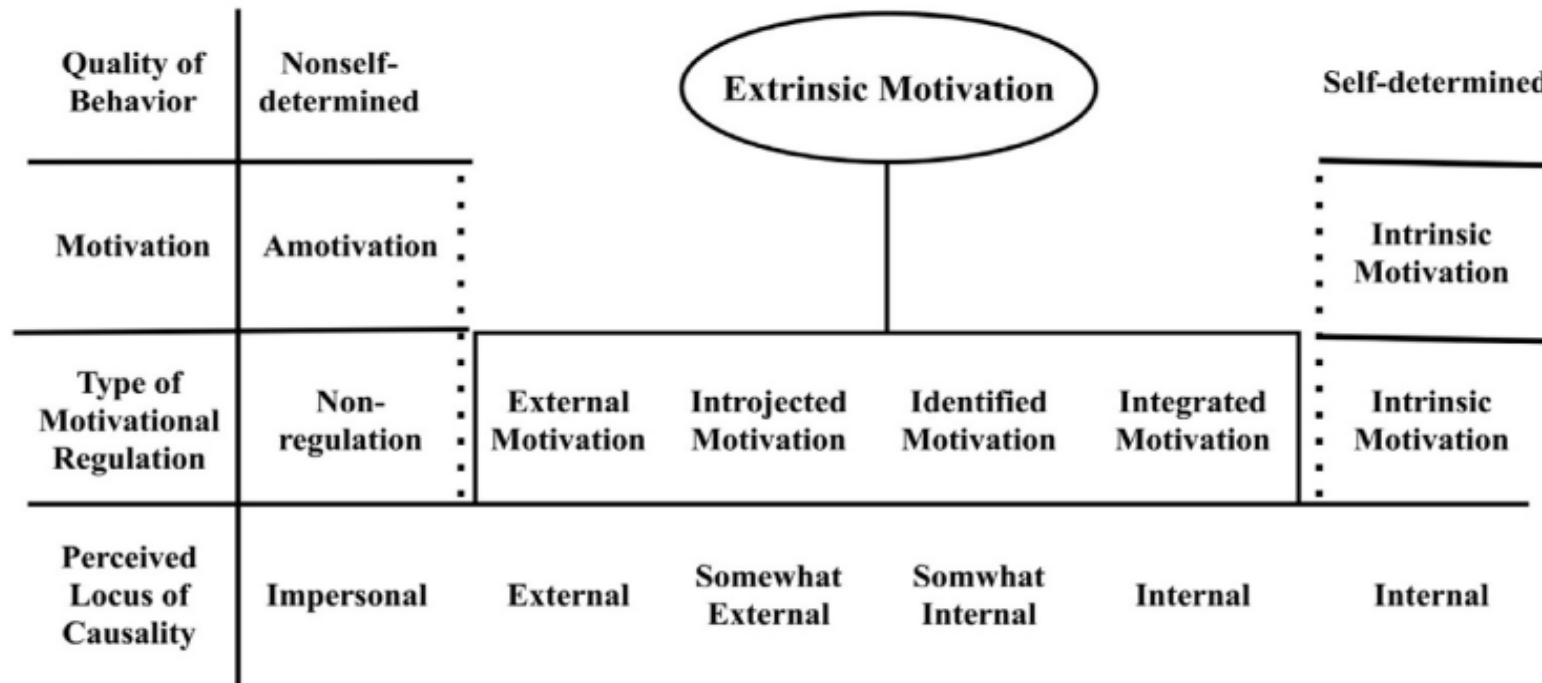 Quality of Behavior
Nonself-determined
Extrinsic Motivation
Self-determined
Motivation
Amotivation
Intrinsic Motivation
Type of Motivational Regulation
Non-regulation
External Motivation
Introjected Motivation
Identified Motivation
Integrated Motivation
Intrinsic Motivation
Perceived Locus of Causality
Impersonal
External
Somewhat External
Somwhat Internal
Internal
Internal